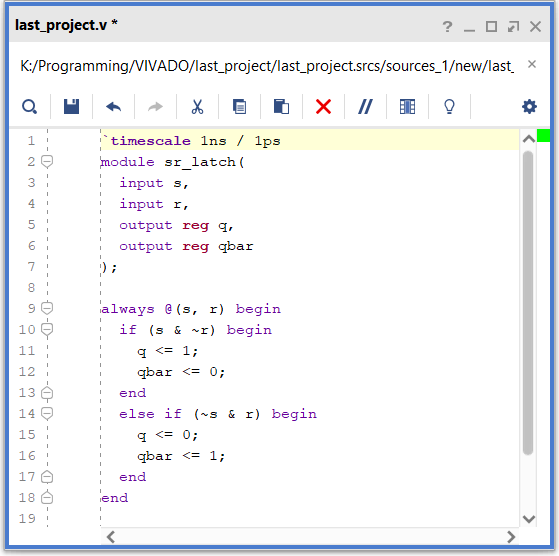 last_project.v *
K:/Programming/VIVADO/last_project/last_project.srcs/sources_1/new/last_
1 `timescale 1ns / 1ps
2 module sr_latch(
3   input s,
4   input r,
5   output reg q,
6   output reg qbar
7 );
8
9 always @(s, r) begin
10   if (s & ~r) begin
11     q <= 1;
12     qbar <= 0;
13   end
14   else if (~s & r) begin
15     q <= 0;
16     qbar <= 1;
17   end
18 end
19